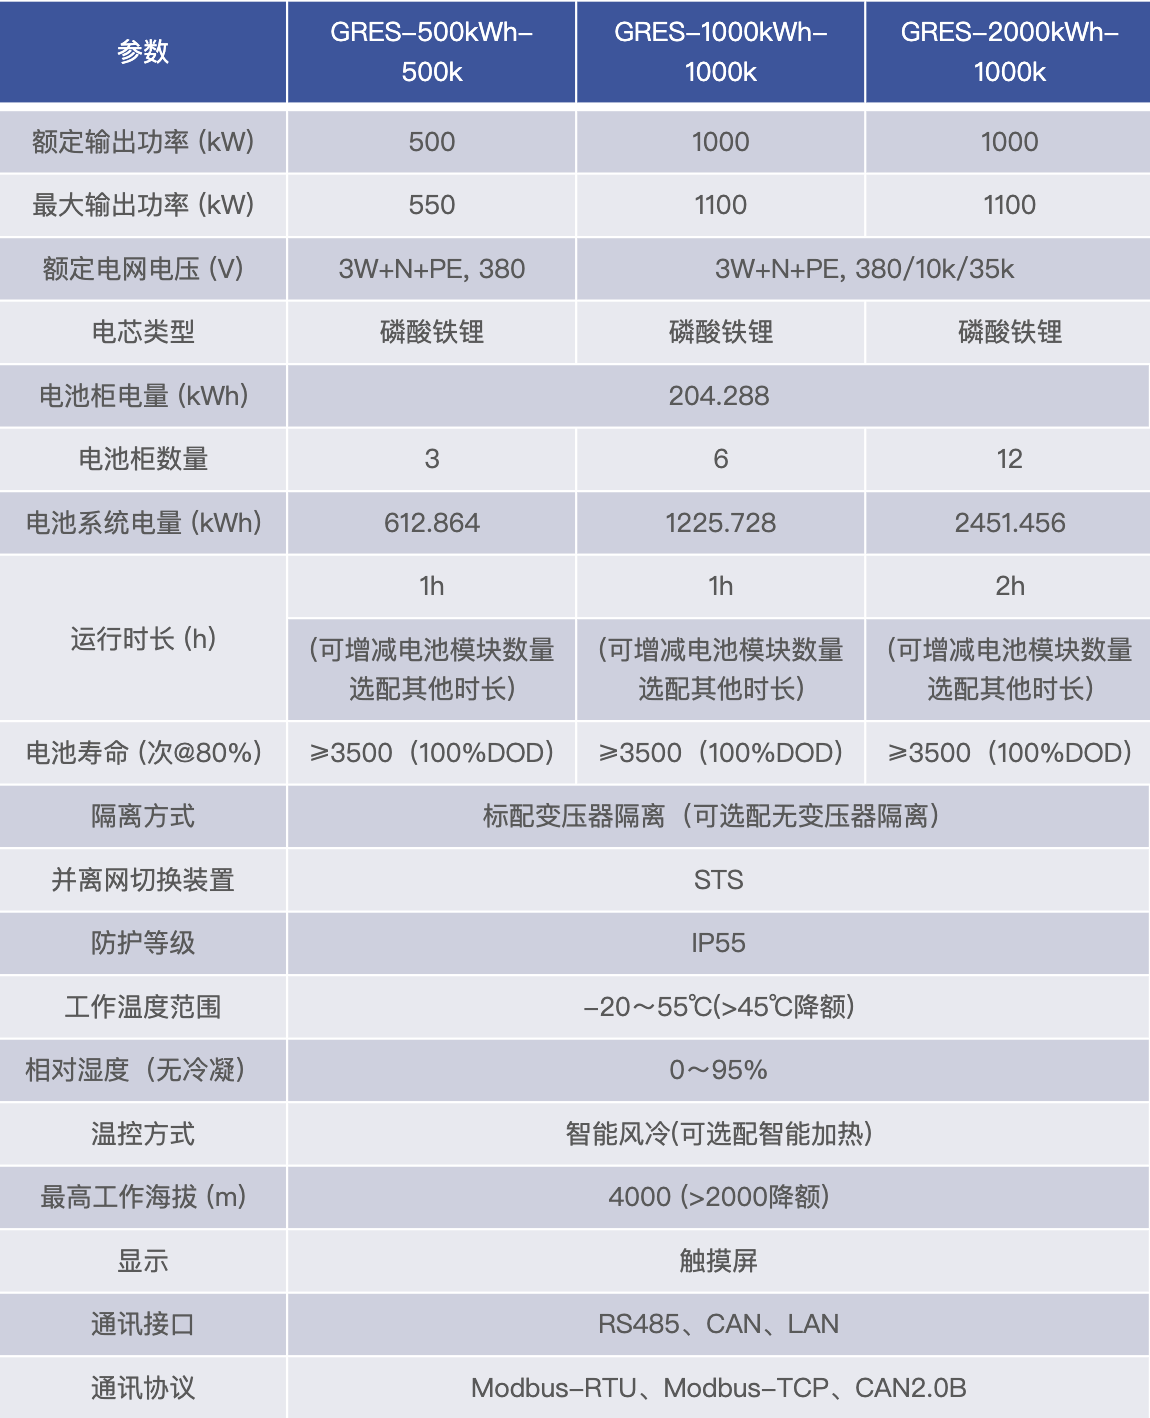 参数
GRES-500kWh-
500k
GRES-1000kWh-
1000k
GRES-2000kWh-
1000k
额定输出功率 (kW)
500
1000
1000
最大输出功率 (kW)
550
1100
1100
额定电网电压 (V)
3W+N+PE, 380
3W+N+PE, 380/10k/35k
电芯类型
磷酸铁锂
磷酸铁锂
磷酸铁锂
电池柜电量 (kWh)
204.288
电池柜数量
3
6
12
电池系统电量 (kWh)
612.864
1225.728
2451.456
运行时长 (h)
1h
1h
2h
(可增减电池模块数量
选配其他时长)
(可增减电池模块数量
选配其他时长)
(可增减电池模块数量
选配其他时长)
电池寿命 (次@80%)
≥3500（100%DOD)
≥3500（100%DOD)
≥3500（100%DOD)
隔离方式
标配变压器隔离（可选配无变压器隔离）
并离网切换装置
STS
防护等级
IP55
工作温度范围
-20～55℃(>45℃降额)
相对湿度（无冷凝）
0～95%
温控方式
智能风冷(可选配智能加热)
最高工作海拔 (m)
4000 (>2000降额)
显示
触摸屏
通讯接口
RS485、CAN、LAN
通讯协议
Modbus-RTU、Modbus-TCP、CAN2.0B